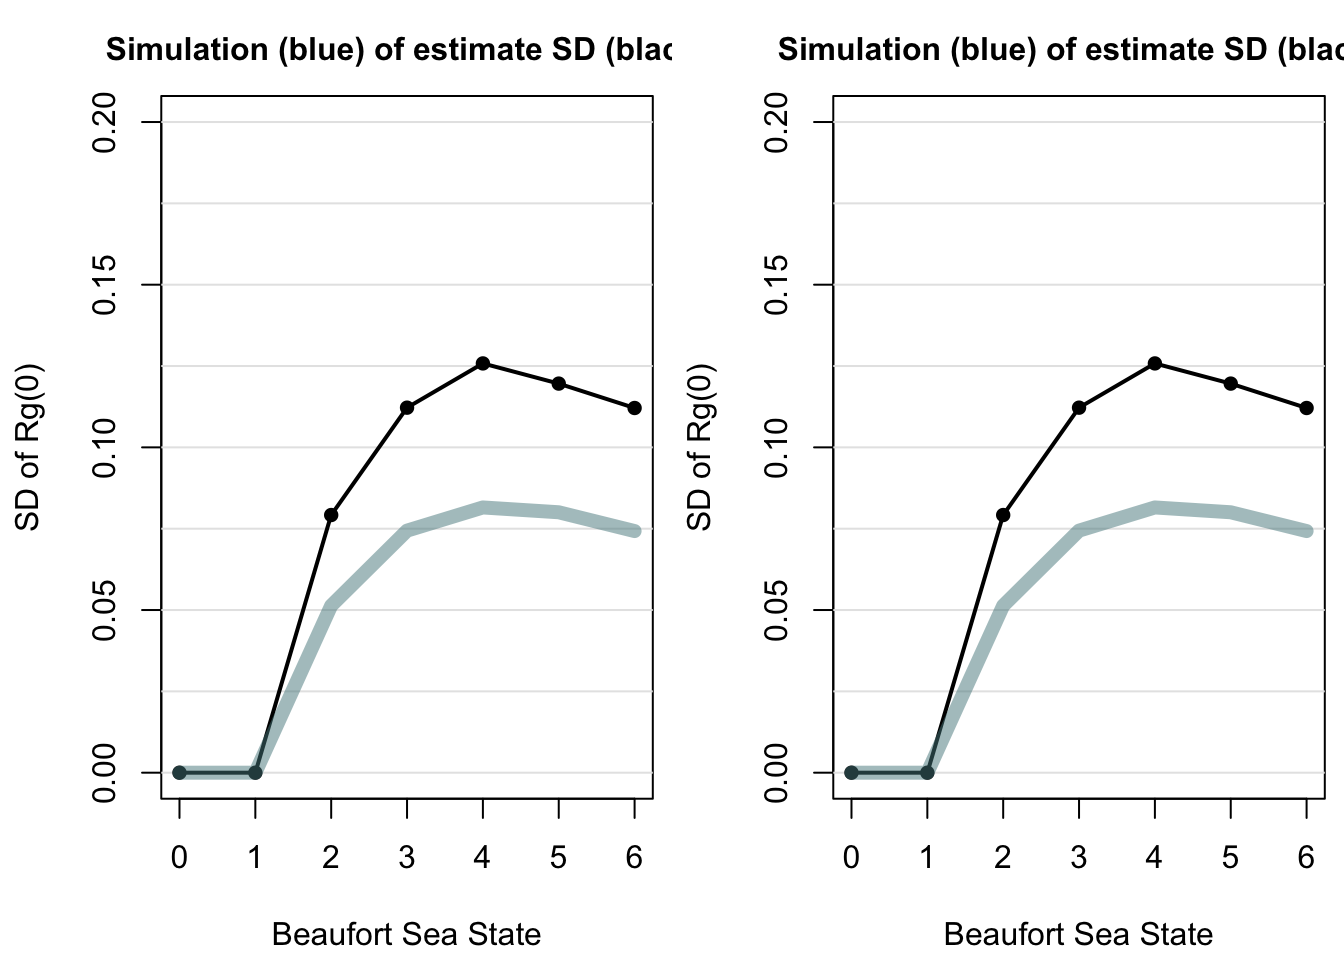 Simulation (blue) of estimate SD (blac
0.20
0.15
0.10
0.05
0.00
SD of Rg(0)
0 1 2 3 4 5 6
Beaufort Sea State
Simulation (blue) of estimate SD (blac
0.20
0.15
0.10
0.05
0.00
SD of Rg(0)
0 1 2 3 4 5 6
Beaufort Sea State